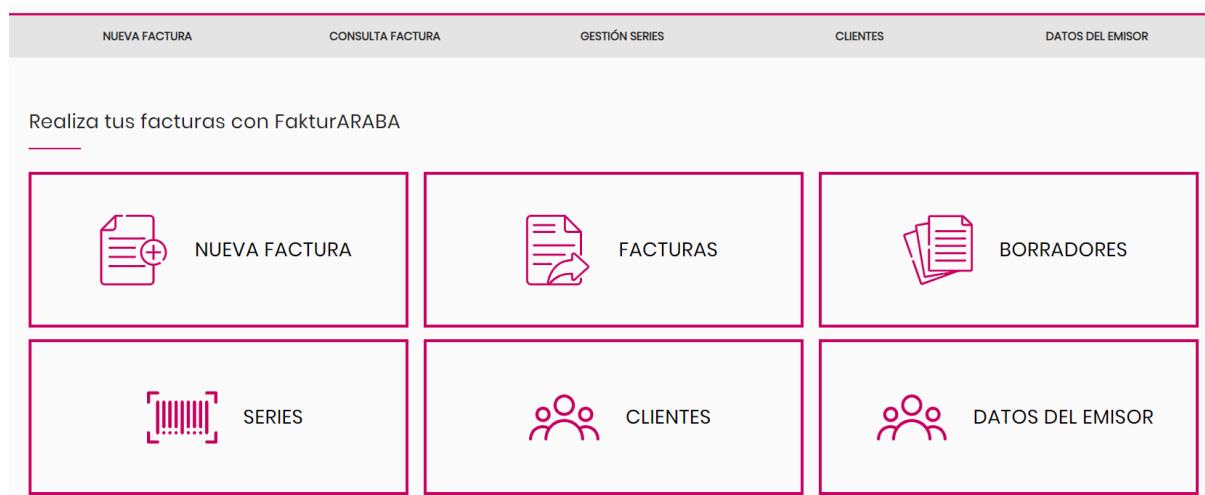 NUEVA FACTURA CONSULTA FACTURA GESTIÓN SERIES CLIENTES DATOS DEL EMISOR
Realiza tus facturas con FakturARABA
NUEVA FACTURA FACTURAS BORRADORES
SERIES CLIENTES DATOS DEL EMISOR